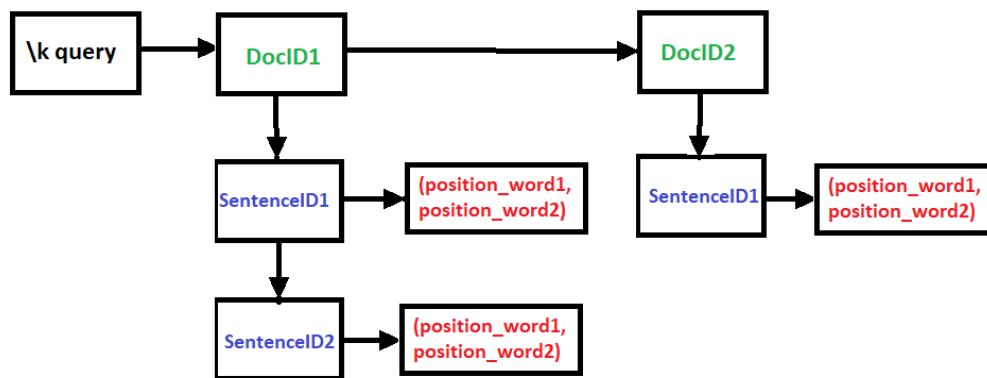 \k query
DocID1
DocID2
SentenceID1
(position_word1,
position_word2)
SentenceID1
(position_word1,
position_word2)
SentenceID2
(position_word1,
position_word2)